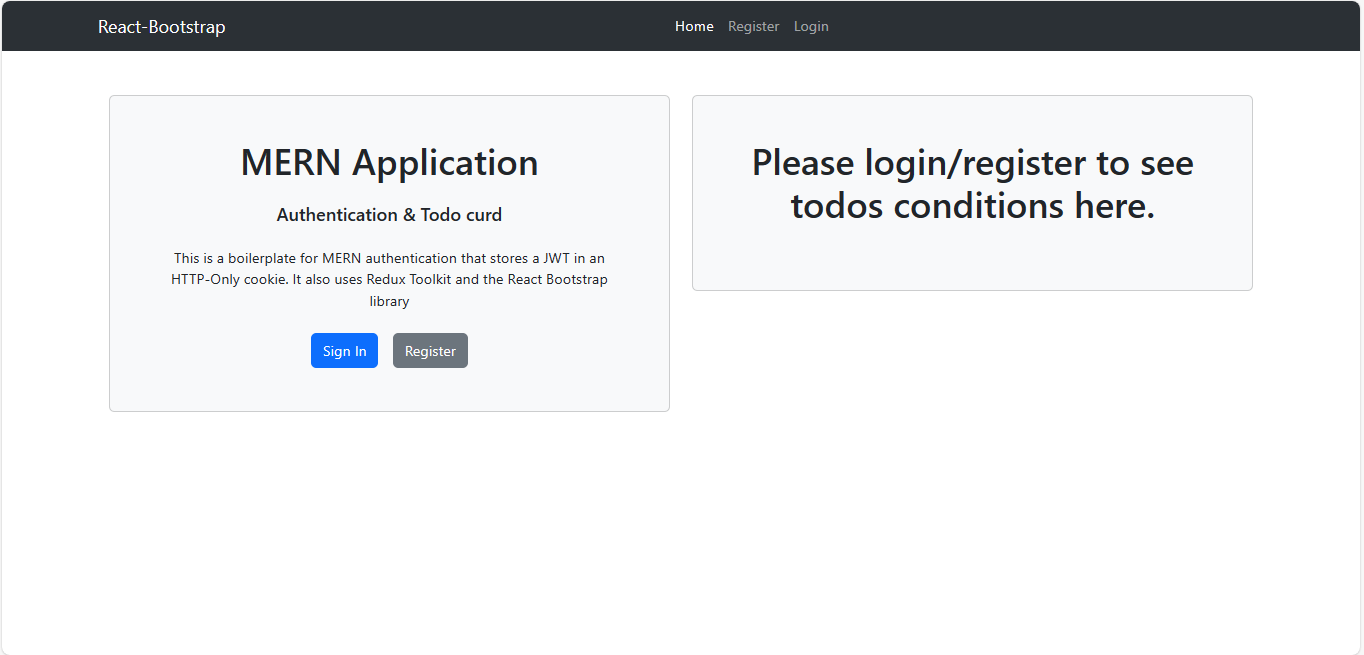 React-Bootstrap
Home Register Login
MERN Application
Authentication & Todo curd
This is a boilerplate for MERN authentication that stores a JWT in an
HTTP-Only cookie. It also uses Redux Toolkit and the React Bootstrap
library
Sign In Register
Please login/register to see
todos conditions here.